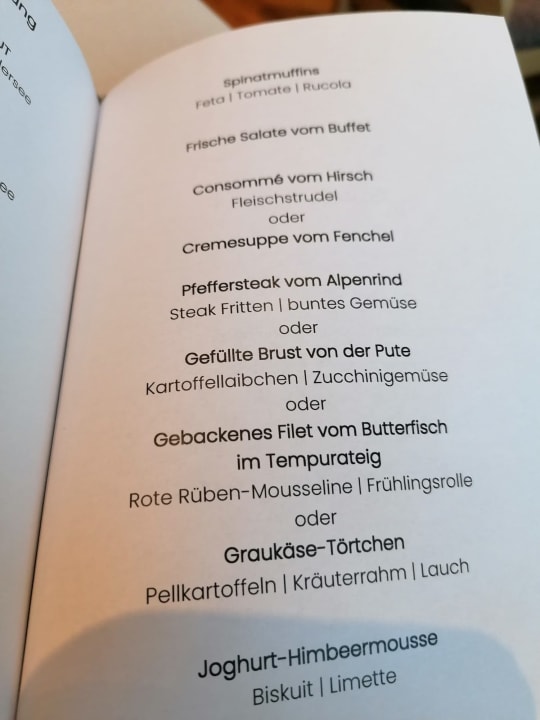 Spinatmuffins
Feta | Tomate | Rucola
Frische Salate vom Buffet
Consommé vom Hirsch
Fleischstrudel
oder
Cremesuppe vom Fenchel
Pfeffersteak vom Alpenrind
Steak Fritten | buntes Gemüse
oder
Gefüllte Brust von der Pute
Kartoffellaibchen | Zucchinigemüse
oder
Gebackenes Filet vom Butterfisch
im Tempurateig
Rote Rüben-Mousseline | Frühlingsrolle
oder
Graukäse-Törtchen
Pellkartoffeln | Kräuterrahm | Lauch
Joghurt-Himbeermousse
Biskuit | Limette